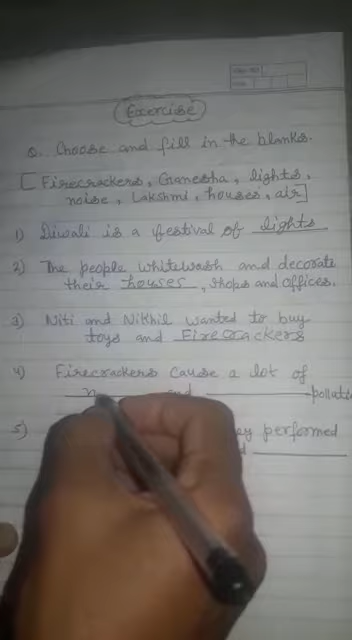 Exercise
Q. Choose and fill in the blanks.
[Firecrackers, Ganesha, lights,
noise, Lakshmi, houses, air]
1) Diwali is a festival of lights
2) The people whitewash and decorate
their houses, shops and offices.
3) Niti and Nikhil wanted to buy
toys and Firecrackers
4) Firecrackers cause a lot of
n and
5) performed